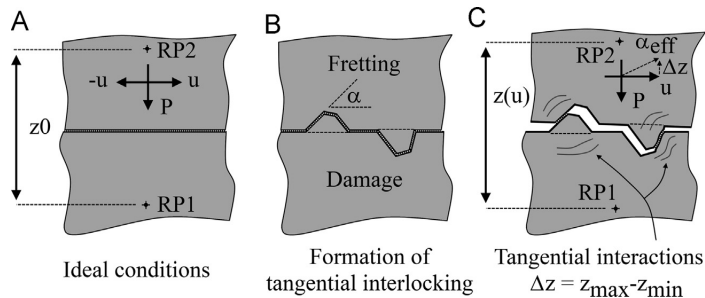 A
RP2
-u
u
P
z0
RP1
Ideal conditions
B
Fretting
α
Damage
Formation of
tangential interlocking
C
RP2
αeff
Δz
u
P
z(u)
RP1
Tangential interactions
Δz = zmax-zmin